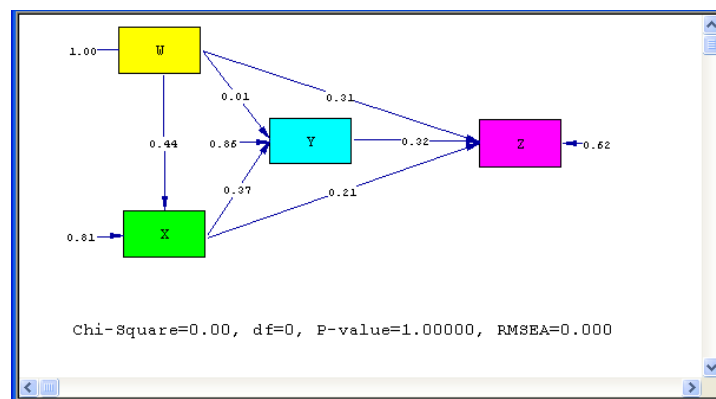 1.00
W
0.01
0.31
0.44
0.86
Y
0.32
Z
0.62
0.37
0.21
0.81
X
Chi-Square=0.00, df=0, P-value=1.00000, RMSEA=0.000